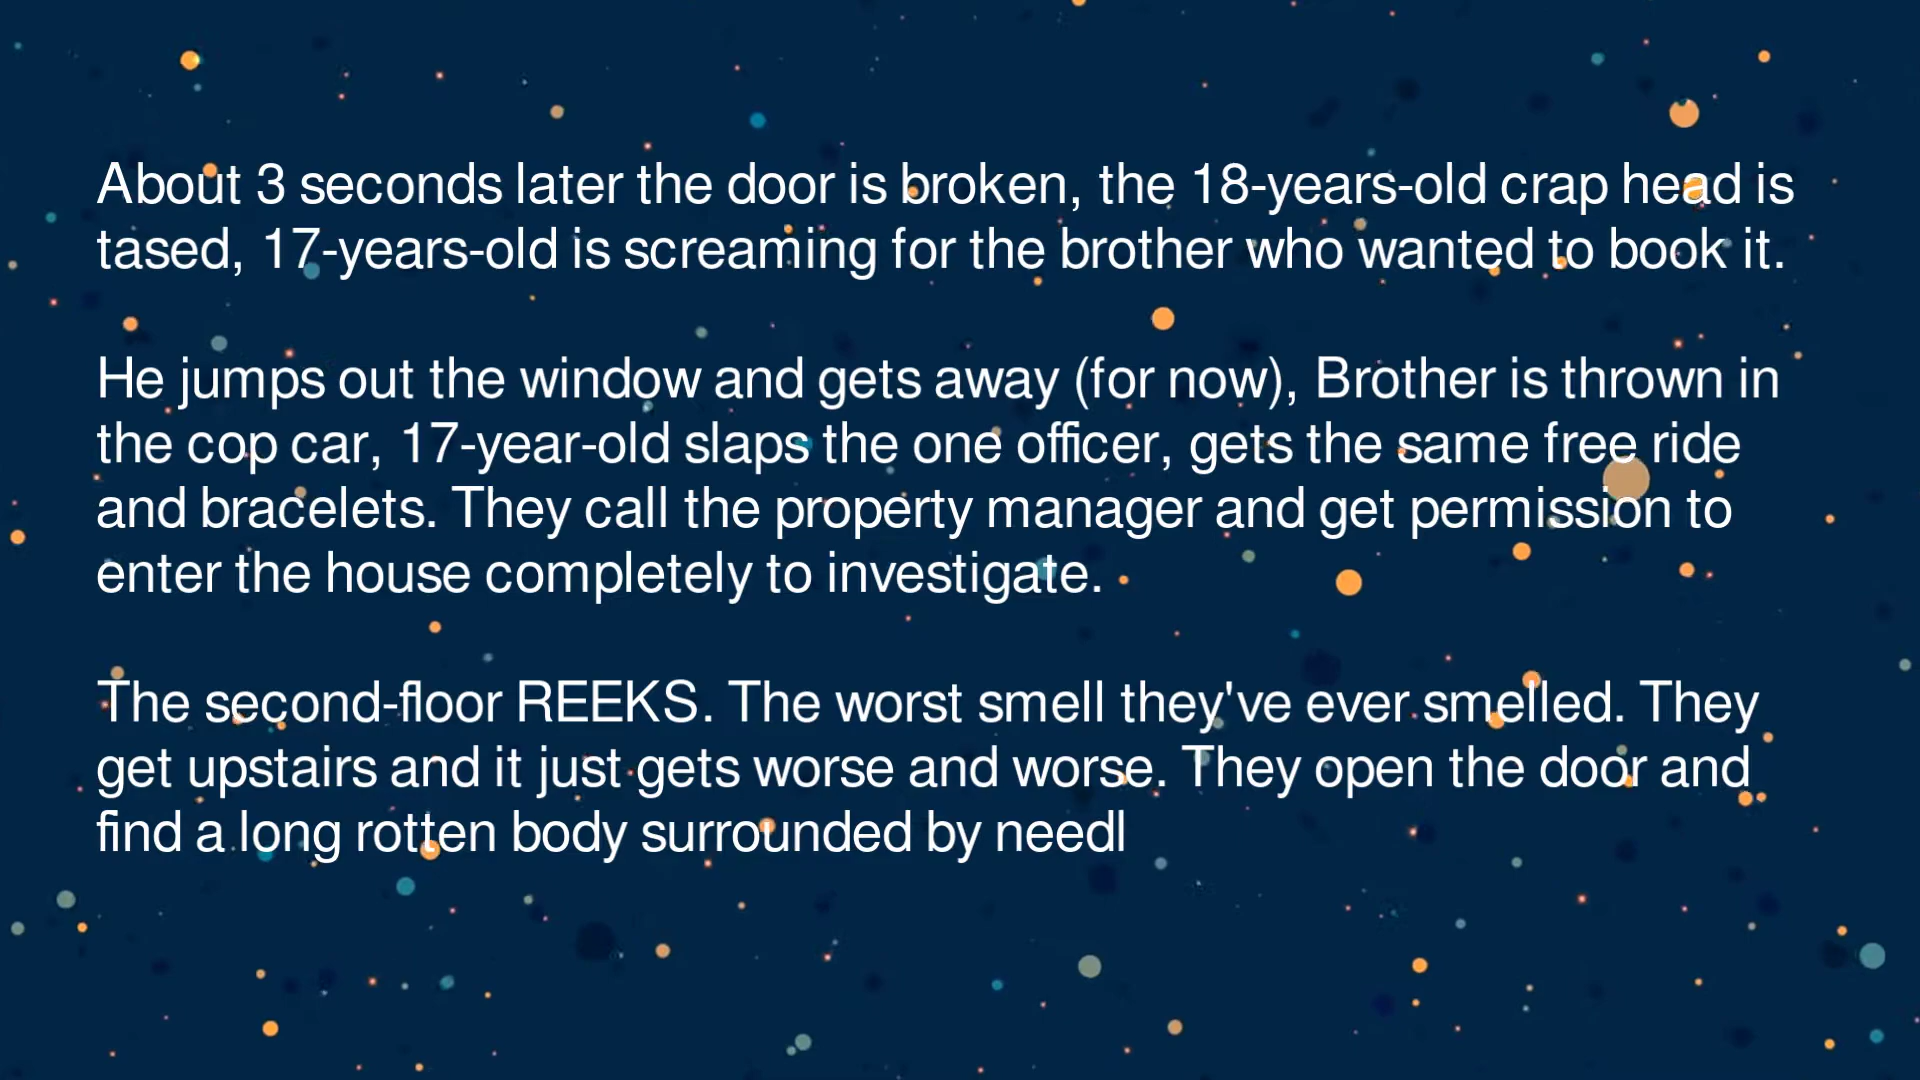 About 3 seconds later the door is broken, the 18-years-old crap head is
tased, 17-years-old is screaming for the brother who wanted to book it.
He jumps out the window and gets away (for now), Brother is thrown in
the cop car, 17-year-old slaps the one officer, gets the same free ride
and bracelets. They call the property manager and get permission to
enter the house completely to investigate.
The second-floor REEKS. The worst smell they've ever smelled. They
get upstairs and it just gets worse and worse. They open the door and
find a long rotten body surrounded by needl